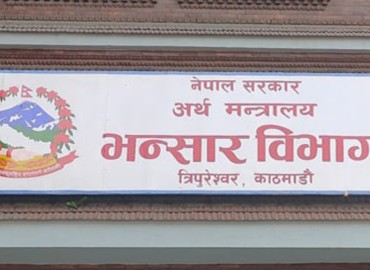 नेपाल सरकार
अर्थ मन्त्रालय
भन्सार विभाग
त्रिपुरेश्वर, काठमाडौ